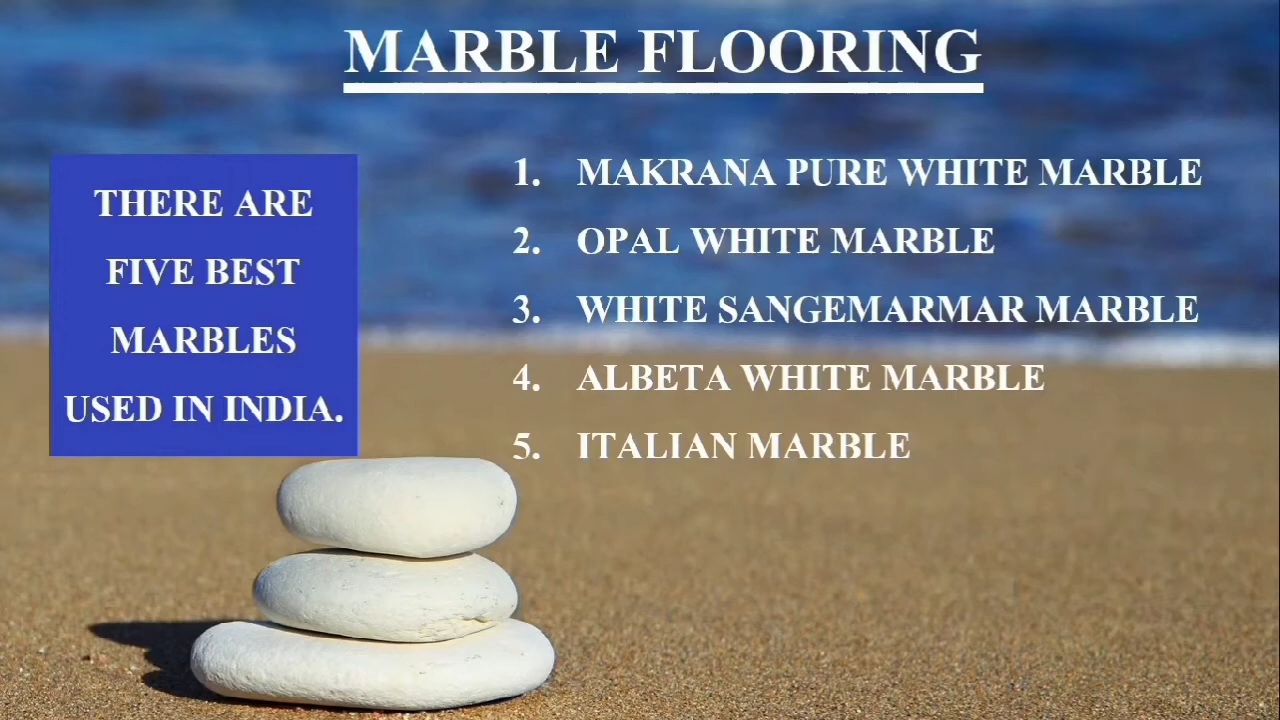 MARBLE FLOORING
THERE ARE
FIVE BEST
MARBLES
USED IN INDIA.
1. MAKRANA PURE WHITE MARBLE
2. OPAL WHITE MARBLE
3. WHITE SANGEMARMAR MARBLE
4. ALBETA WHITE MARBLE
5. ITALIAN MARBLE